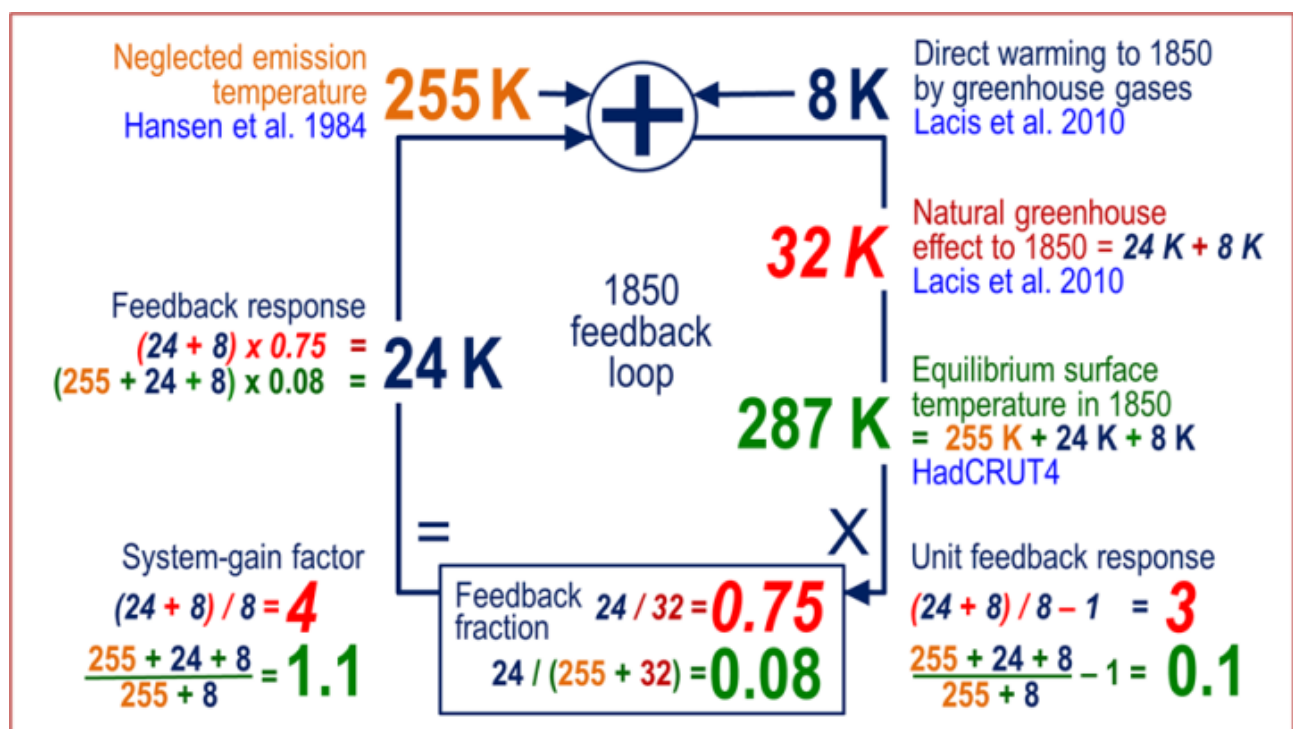 Neglected emission
temperature
Hansen et al. 1984
255 K
+
8 K
Direct warming to 1850
by greenhouse gases
Lacis et al. 2010
32 K
Natural greenhouse
effect to 1850 = 24 K + 8 K
Lacis et al. 2010
1850
feedback
loop
Feedback response
(24 + 8) x 0.75 =
(255 + 24 + 8) x 0.08 =
24 K
287 K
Equilibrium surface
temperature in 1850
= 255 K + 24 K + 8 K
HadCRUT4
=
X
System-gain factor
(24 + 8) / 8 = 4
255 + 24 + 8
255 + 8
= 1.1
Feedback
fraction
24 / 32 = 0.75
24 / (255 + 32) = 0.08
Unit feedback response
(24 + 8) / 8 – 1 = 3
255 + 24 + 8
255 + 8
– 1 = 0.1